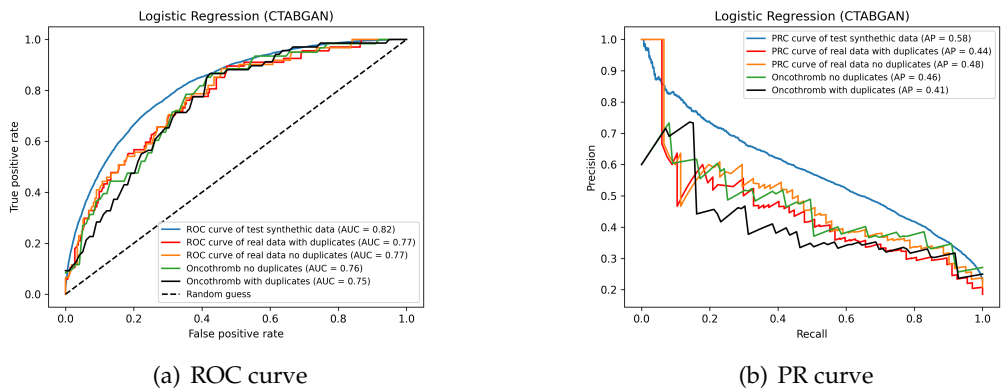 Logistic Regression (CTABGAN)
True positive rate
1.0
0.8
0.6
0.4
0.2
0.0
ROC curve of test synthethic data (AUC = 0.82)
ROC curve of real data with duplicates (AUC = 0.77)
ROC curve of real data no duplicates (AUC = 0.77)
Oncothromb no duplicates (AUC = 0.76)
Oncothromb with duplicates (AUC = 0.75)
Random guess
0.0 0.2 0.4 0.6 0.8 1.0
False positive rate
(a) ROC curve
Logistic Regression (CTABGAN)
Precision
1.0
0.9
0.8
0.7
0.6
0.5
0.4
0.3
0.2
PRC curve of test synthethic data (AP = 0.58)
PRC curve of real data with duplicates (AP = 0.44)
PRC curve of real data no duplicates (AP = 0.48)
Oncothromb no duplicates (AP = 0.46)
Oncothromb with duplicates (AP = 0.41)
0.0 0.2 0.4 0.6 0.8 1.0
Recall
(b) PR curve